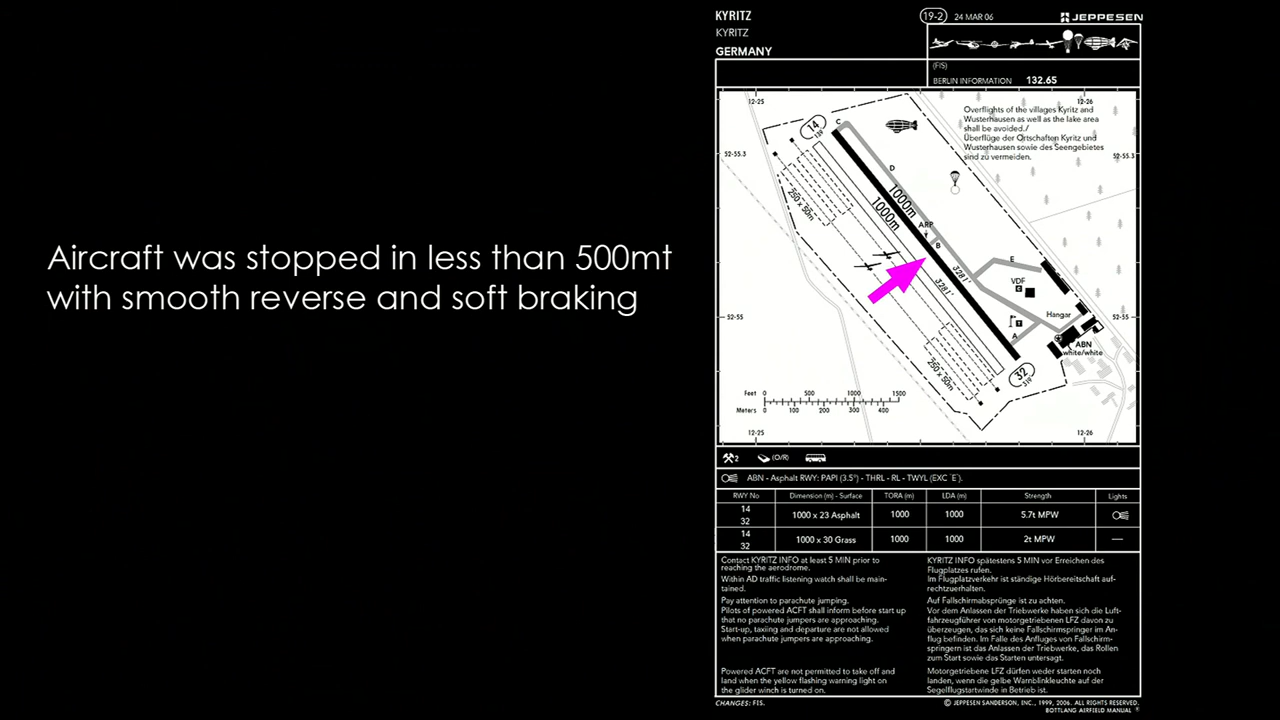 Aircraft was stopped in less than 500mt
with smooth reverse and soft braking
KYRITZ
KYRITZ
GERMANY
19-2 24 MAR 06 JEPPESEN
(FIS)
BERLIN INFORMATION 132.65
12-25
12-26
Overflights of the villages Kyritz and
Wusterhausen as well as the lake area
shall be avoided./
Überflüge der Ortschaften Kyritz und
Wusterhausen sowie des Seengebietes
sind zu vermeiden.
52-55.3
52-55.3
C
14
139
D
250 x 50m
1000m
1000m
ARP
B
E
3281'
3281'
VDF
C
Hangar
52-55
52-55
A
ABN
white/white
250 x 50m
32
319
Feet 0 500 1000 1500
Meters 0 100 200 300 400
12-25
12-26
2 (O/R)
ABN - Asphalt RWY: PAPI (3.5°) - THRL - RL - TWYL (EXC ´E´).
RWY No Dimension (m) - Surface TORA (m) LDA (m) Strength Lights
14
32
1000 x 23 Asphalt 1000 1000 5.7t MPW
14
32
1000 x 30 Grass 1000 1000 2t MPW —
Contact KYRITZ INFO at least 5 MIN prior to
reaching the aerodrome.
Within AD traffic listening watch shall be main-
tained.
Pay attention to parachute jumping.
Pilots of powered ACFT shall inform before start up
that no parachute jumpers are approaching.
Start-up, taxiing and departure are not allowed
when parachute jumpers are approaching.
Powered ACFT are not permitted to take off and
land when the yellow flashing warning light on
the glider winch is turned on.
KYRITZ INFO spätestens 5 MIN vor Erreichen des
Flugplatzes rufen.
Im Flugplatzverkehr ist ständige Hörbereitschaft auf-
rechtzuerhalten.
Auf Fallschirmabsprünge ist zu achten.
Vor dem Anlassen der Triebwerke haben sich die Luft-
fahrzeugführer von motorgetriebenen LFZ davon zu
überzeugen, das sich keine Fallschirmspringer im An-
flug befinden. Im Falle des Anfluges von Fallschirm-
springern ist das Anlassen der Triebwerke, das Rollen
zum Start sowie das Starten untersagt.
Motorgetriebene LFZ dürfen weder starten noch
landen, wenn die gelbe Warnblinkleuchte auf der
Segelflugstartwinde in Betrieb ist.
CHANGES: FIS.
© JEPPESEN SANDERSON, INC., 1999, 2006. ALL RIGHTS RESERVED.
BOTTLANG AIRFIELD MANUAL ®